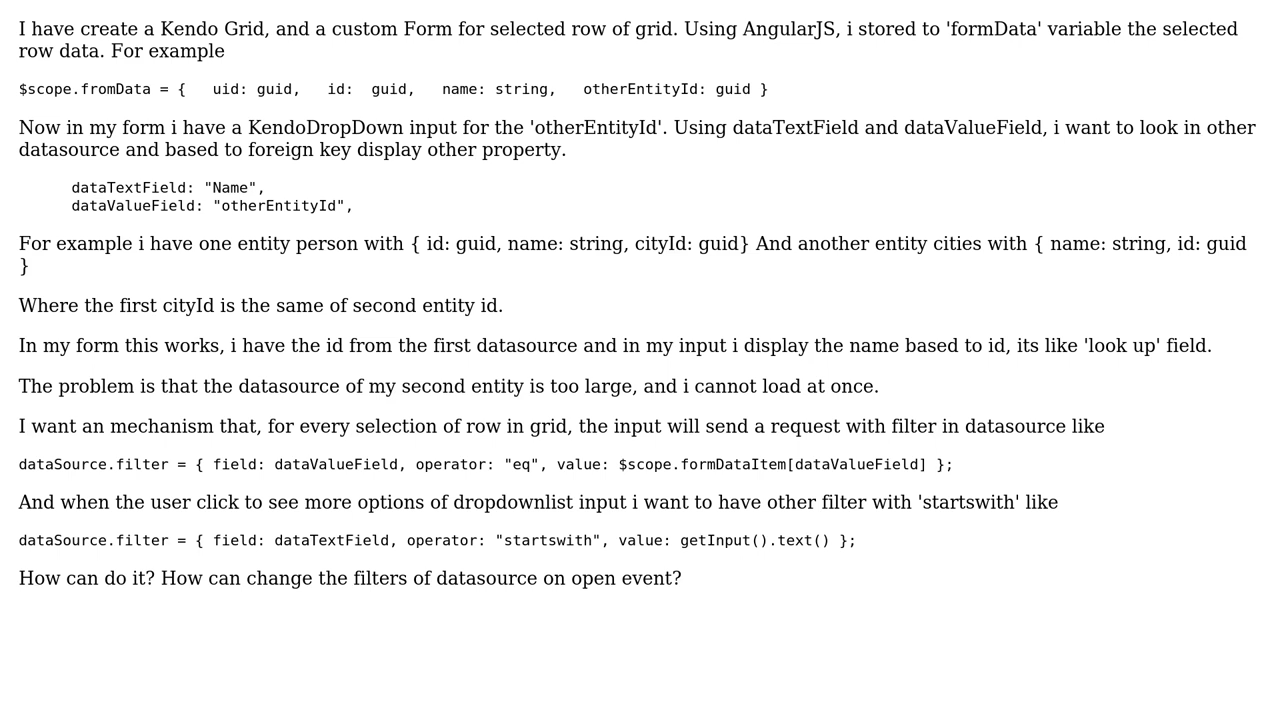 I have create a Kendo Grid, and a custom Form for selected row of grid. Using AngularJS, i stored to 'formData' variable the selected
row data. For example
$scope.fromData = {   uid: guid,   id:  guid,   name: string,   otherEntityId: guid }
Now in my form i have a KendoDropDown input for the 'otherEntityId'. Using dataTextField and dataValueField, i want to look in other
datasource and based to foreign key display other property.
      dataTextField: "Name",
      dataValueField: "otherEntityId",
For example i have one entity person with { id: guid, name: string, cityId: guid} And another entity cities with { name: string, id: guid
}
Where the first cityId is the same of second entity id.
In my form this works, i have the id from the first datasource and in my input i display the name based to id, its like 'look up' field.
The problem is that the datasource of my second entity is too large, and i cannot load at once.
I want an mechanism that, for every selection of row in grid, the input will send a request with filter in datasource like
dataSource.filter = { field: dataValueField, operator: "eq", value: $scope.formDataItem[dataValueField] };
And when the user click to see more options of dropdownlist input i want to have other filter with 'startswith' like
dataSource.filter = { field: dataTextField, operator: "startswith", value: getInput().text() };
How can do it? How can change the filters of datasource on open event?